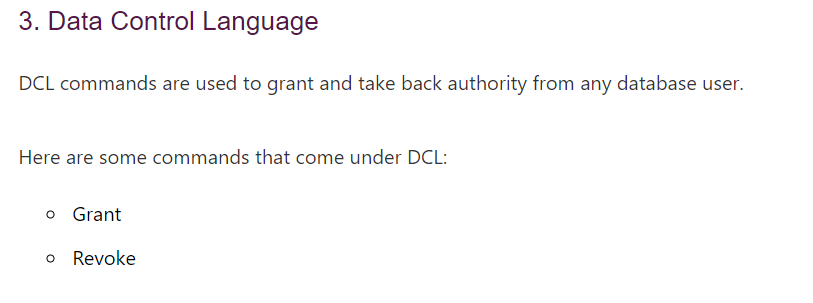 3. Data Control Language
DCL commands are used to grant and take back authority from any database user.
Here are some commands that come under DCL:
Grant
Revoke